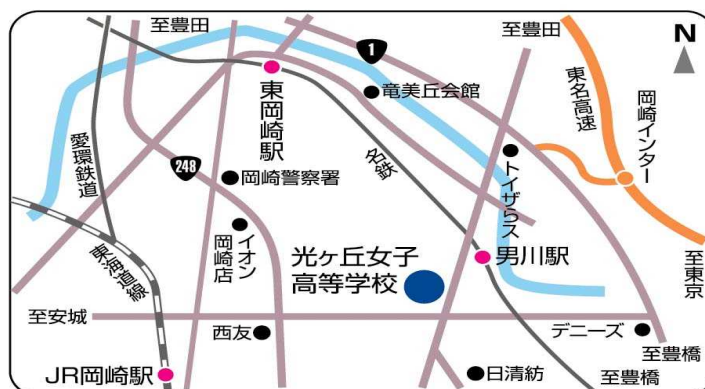 至豊田
1
至豊田
N
東名高速
岡崎インター
東岡崎駅
竜美丘会館
愛環鉄道
248
岡崎警察署
名鉄
トイザらス
イオン
岡崎店
光ヶ丘女子
高等学校
男川駅
至東京
東海道線
至安城
西友
デニーズ
至豊橋
JR岡崎駅
日清紡
至豊橋